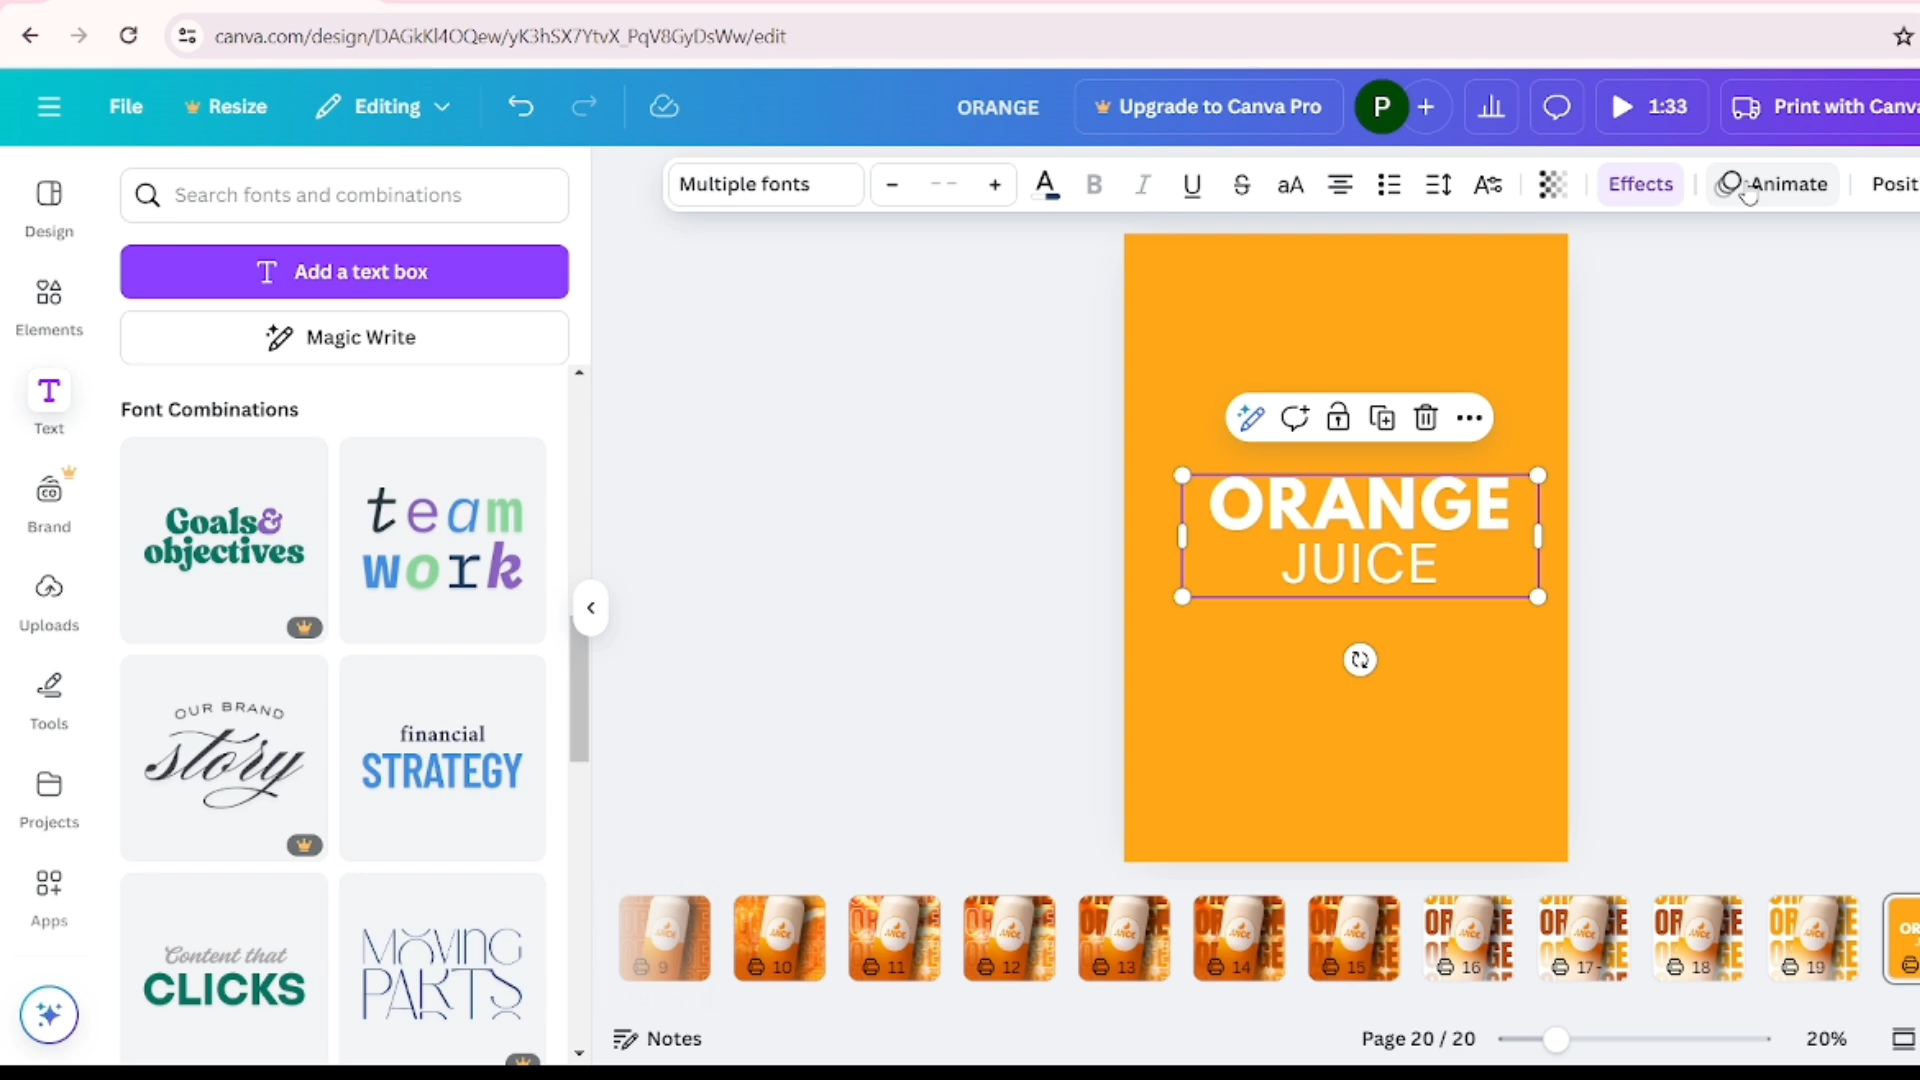 canva.com/design/DAGkKl4OQew/yK3hSX7YtvX_PqV8GyDsWw/edit
File
Resize
Editing
ORANGE
Upgrade to Canva Pro
P
+
1:33
Print with Canva
Design
Elements
Text
Brand
Uploads
Tools
Projects
Apps
Search fonts and combinations
Add a text box
Magic Write
Font Combinations
Goals&
objectives
team
work
OUR BRAND
story
financial
STRATEGY
Content that
CLICKS
MOVING
PARTS
Multiple fonts
- -- +
A B I U S aA
Effects
Animate
Posit
ORANGE
JUICE
9
10
11
12
13
14
15
16
17
18
19
Notes
Page 20 / 20
20%